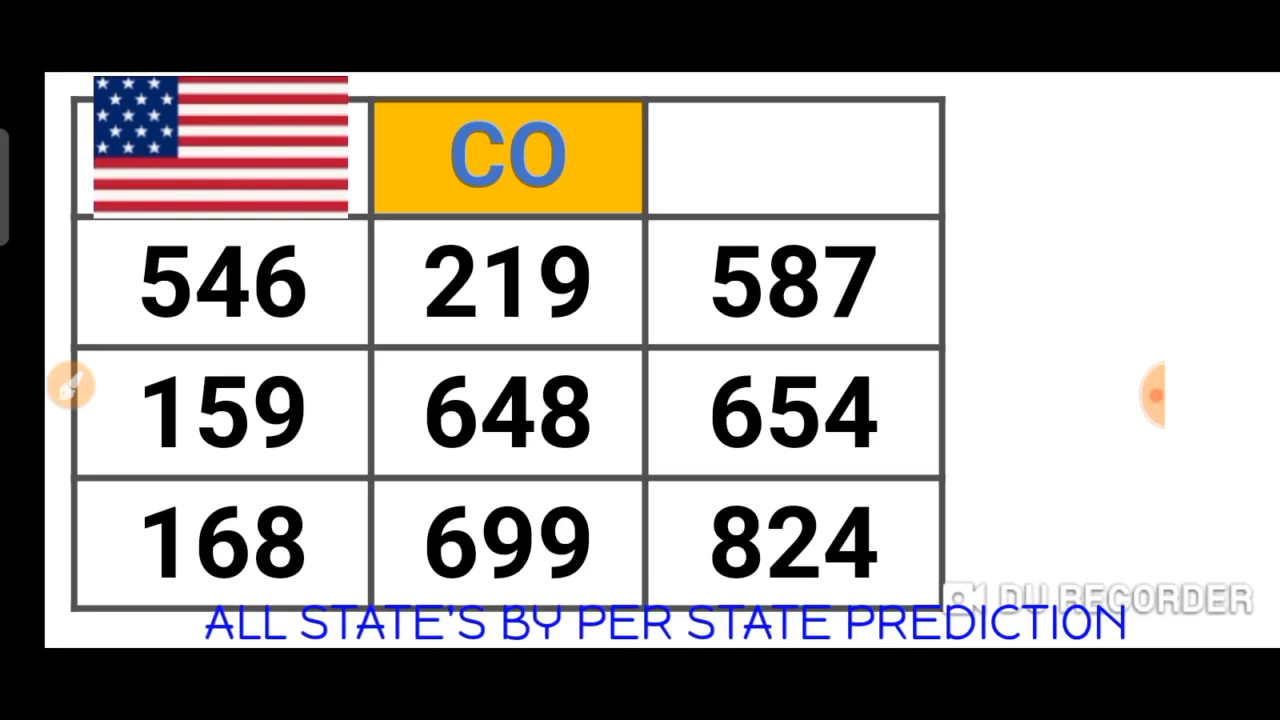 CO
546 219 587
159 648 654
168 699 824
ALL STATE'S BY PER STATE PREDICTION
DU RECORDER